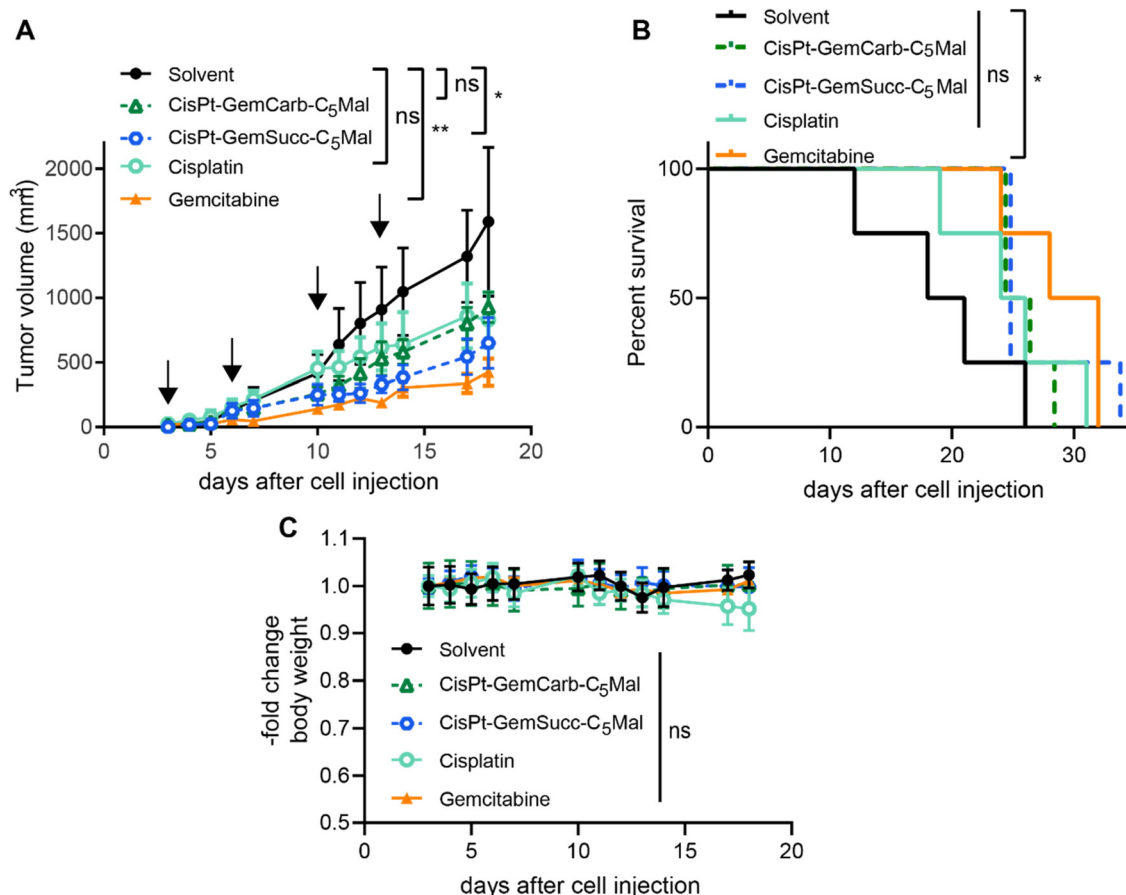 A
Solvent
CisPt-GemCarb-C5Mal
CisPt-GemSucc-C5Mal
Cisplatin
Gemcitabine
ns
**
ns
*
Tumor volume (mm3)
2000
1500
1000
500
0
0 5 10 15 20
days after cell injection
B
Solvent
CisPt-GemCarb-C5Mal
CisPt-GemSucc-C5Mal
Cisplatin
Gemcitabine
ns
*
Percent survival
100
50
0
0 10 20 30
days after cell injection
C
-fold change
body weight
1.1
1.0
0.9
0.8
0.7
0.6
0.5
Solvent
CisPt-GemCarb-C5Mal
CisPt-GemSucc-C5Mal
Cisplatin
Gemcitabine
ns
0 5 10 15 20
days after cell injection